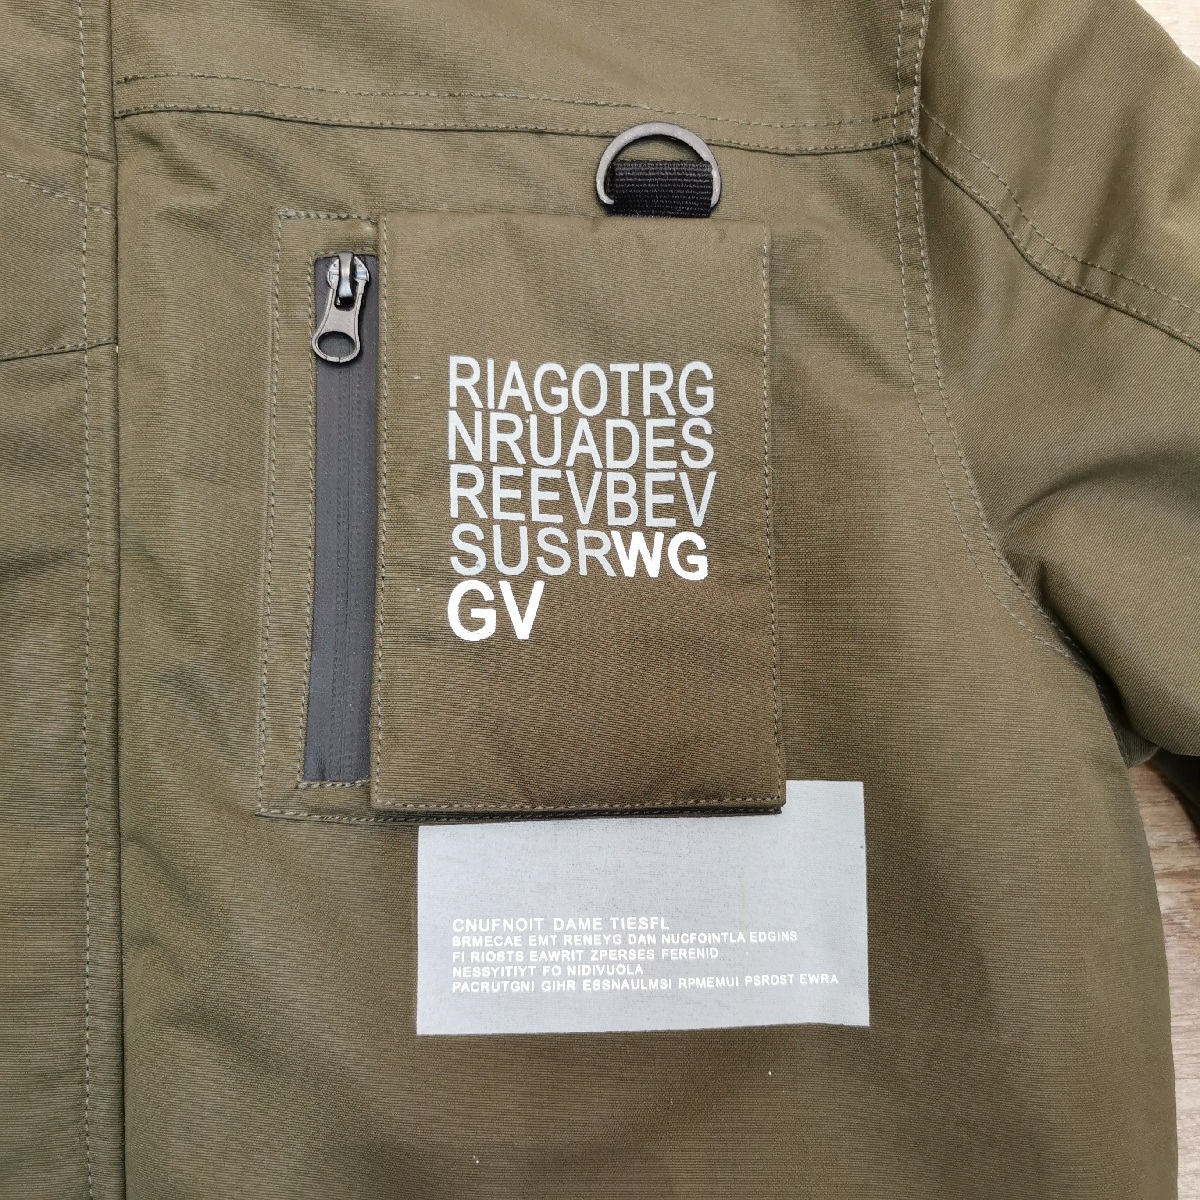 RIAGOTRG
NRUADES
REEVBEV
SUSRWG
GV
CNUFNOIT DAME TIESFL
BRMECAE EMT RENEYG DAN NUCFOINTLA EDGINS
FI RIOSTS EAWRIT ZPERSES FERENID
NESSYITIYT FO NIDIVUOLA
PACRUTGNI GIHR ESSNAULMSI RPMEMUI PSROST EWRA